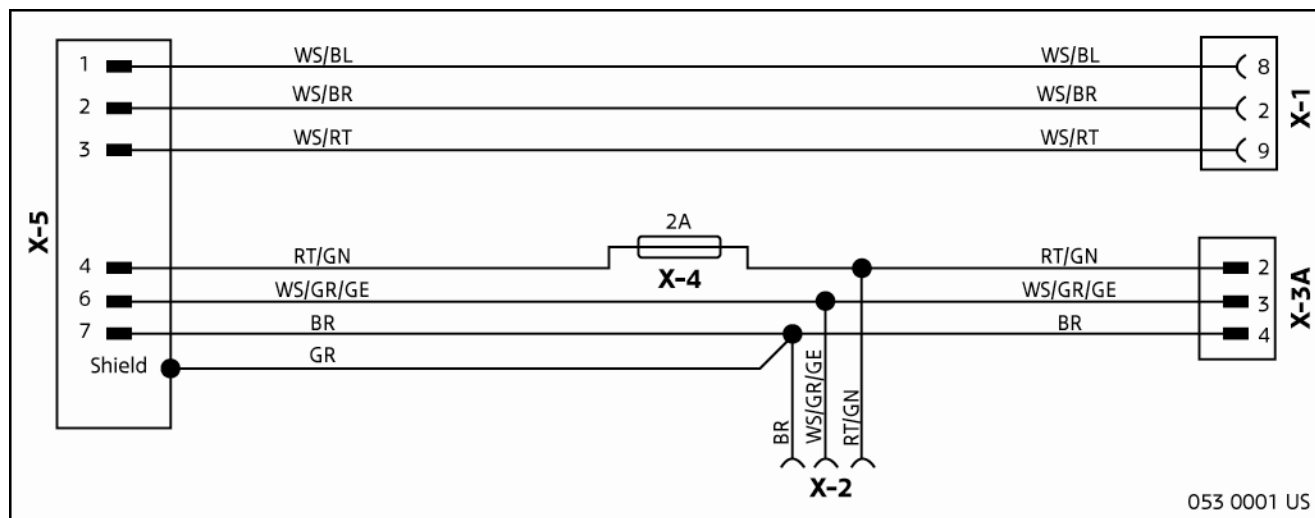 1 WS/BL WS/BL 8
2 WS/BR WS/BR 2
3 WS/RT WS/RT 9
X-1
X-5
2A
X-4
4 RT/GN RT/GN 2
6 WS/GR/GE WS/GR/GE 3
7 BR BR 4
X-3A
Shield GR
BR
WS/GR/GE
RT/GN
X-2
053 0001 US